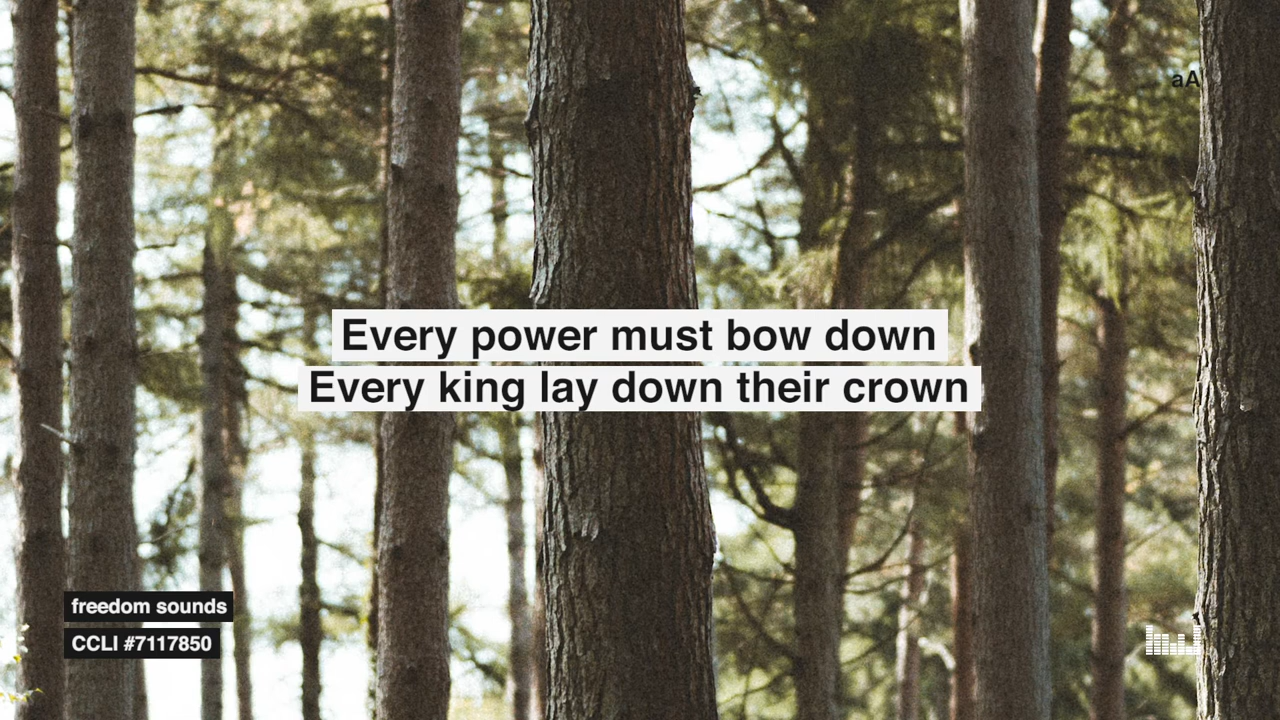 aA
Every power must bow down
Every king lay down their crown
freedom sounds
CCLI #7117850